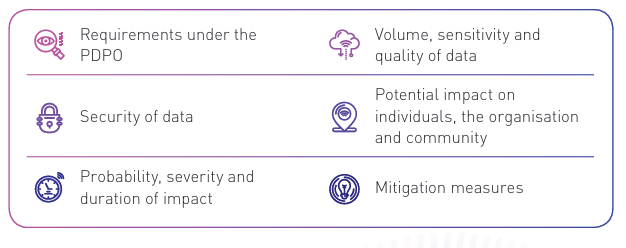 Requirements under the
PDPO
Volume, sensitivity and
quality of data
Security of data
Potential impact on
individuals, the organisation
and community
Probability, severity and
duration of impact
Mitigation measures